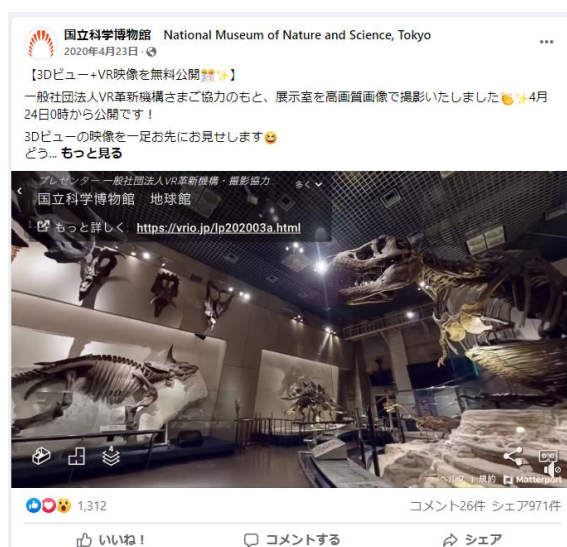 国立科学博物館 National Museum of Nature and Science, Tokyo
2020年4月23日
【3Dビュー+VR映像を無料公開🎊✨】
一般社団法人VR革新機構さまご協力のもと、展示室を高画質画像で撮影いたしました👏✨4月
24日0時から公開です！
3Dビューの映像を一足お先にお見せします😆
どう... もっと見る
プレゼンター 一般社団法人VR革新機構・撮影協力
多く
国立科学博物館 地球館
もっと詳しく: https://vrio.jp/lp202003a.html
ヘルプ | 規約 Matterport
1,312
コメント26件 シェア971件
いいね！ コメントする シェア